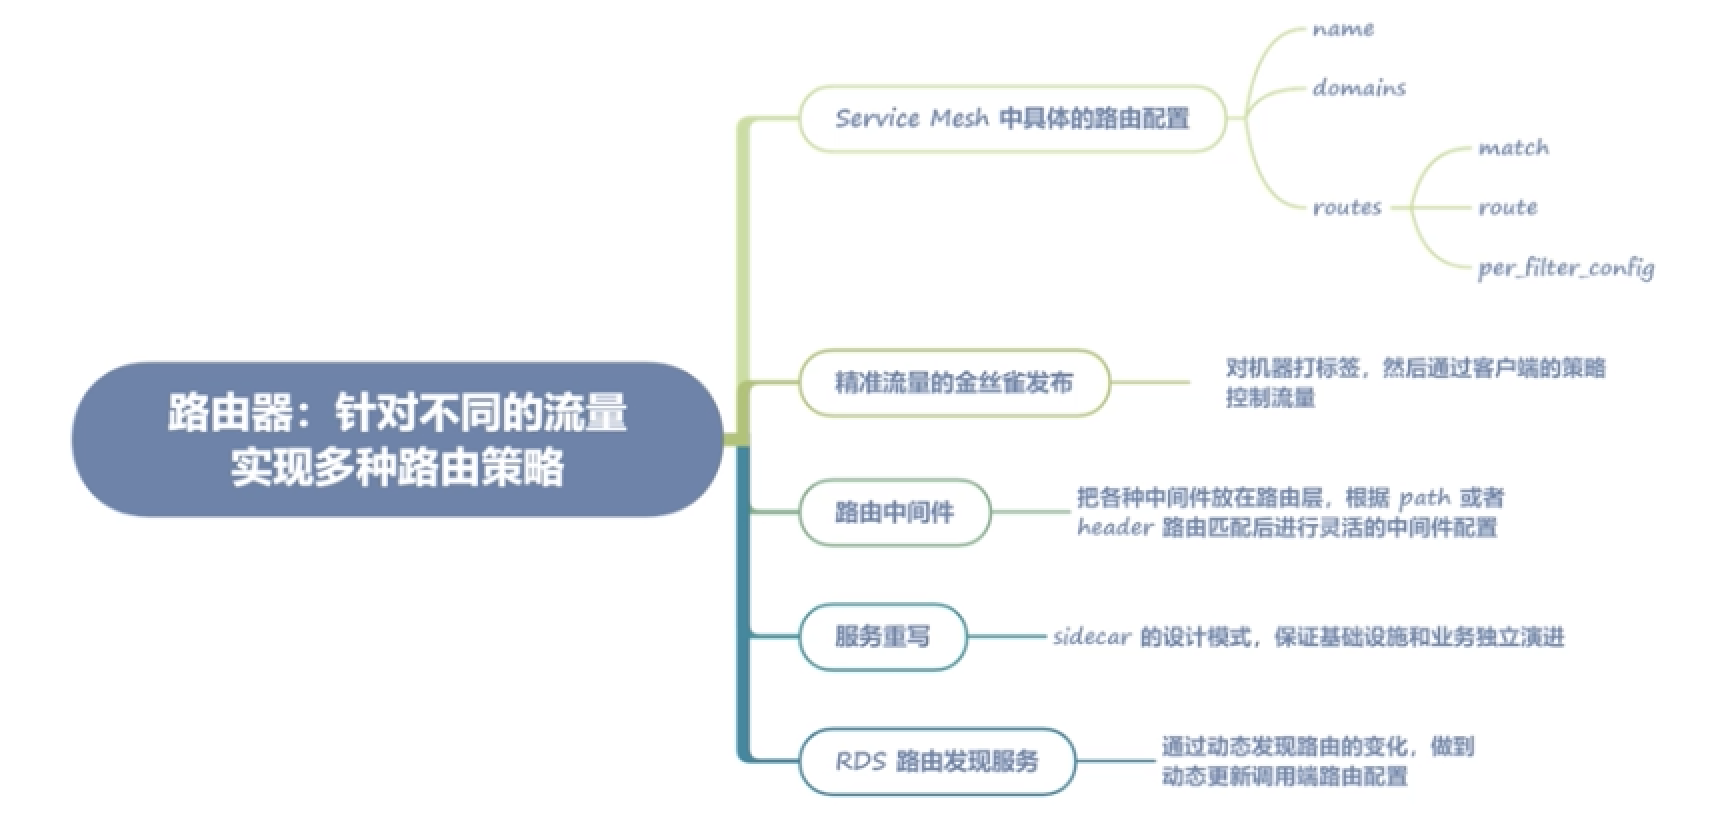 路由器：针对不同的流量
实现多种路由策略
Service Mesh 中具体的路由配置
name
domains
routes
match
route
per_filter_config
精准流量的金丝雀发布
对机器打标签，然后通过客户端的策略
控制流量
路由中间件
把各种中间件放在路由层，根据 path 或者
header 路由匹配后进行灵活的中间件配置
服务重写
sidecar 的设计模式，保证基础设施和业务独立演进
RDS 路由发现服务
通过动态发现路由的变化，做到
动态更新调用端路由配置